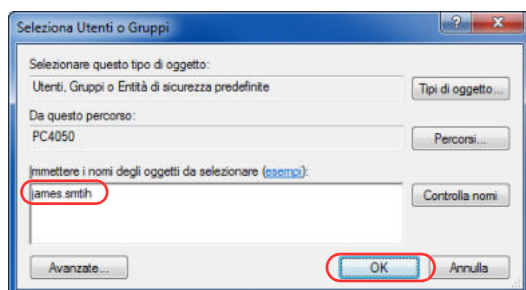 Seleziona Utenti o Gruppi
Selezionare questo tipo di oggetto:
Utenti, Gruppi o Entità di sicurezza predefinite
Tipi di oggetto...
Da questo percorso:
PC4050
Percorsi...
Immettere i nomi degli oggetti da selezionare (esempi):
james.smtih
Controlla nomi
Avanzate...
OK
Annulla